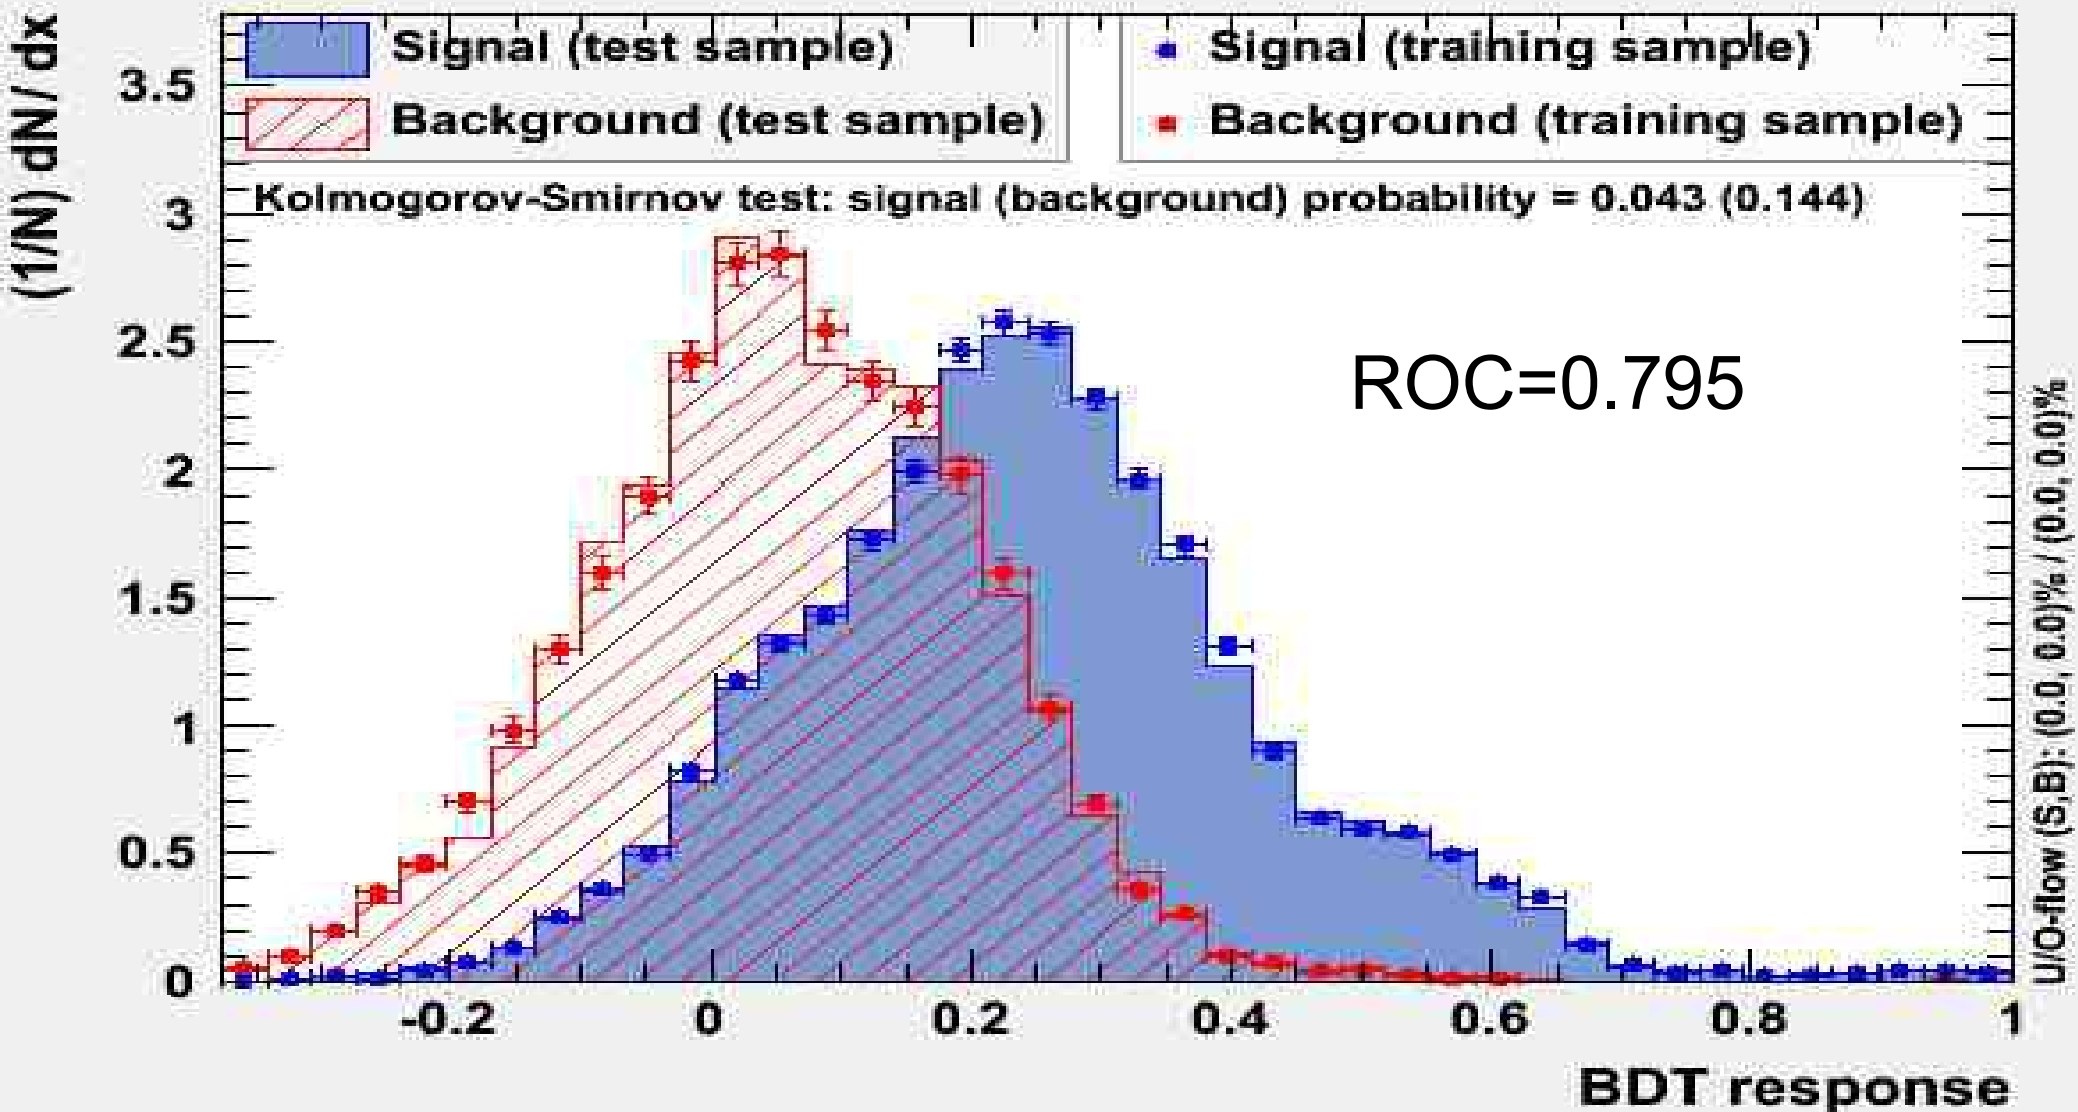 (1/N) dN/ dx
Signal (test sample)
Background (test sample)
Signal (training sample)
Background (training sample)
Kolmogorov-Smirnov test: signal (background) probability = 0.043 (0.144)
ROC=0.795
3.5
3
2.5
2
1.5
1
0.5
0
-0.2 0 0.2 0.4 0.6 0.8 1
BDT response
U/O-flow (S,B): (0.0, 0.0)% / (0.0, 0.0)%